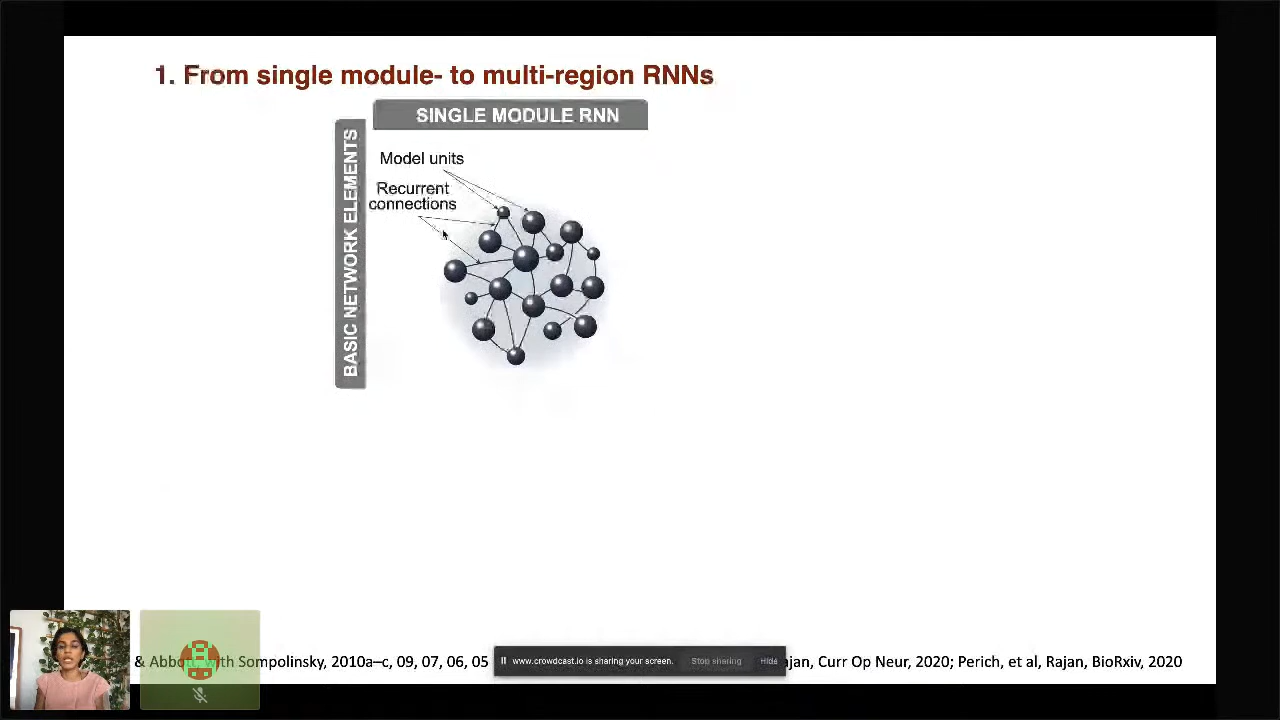 1. From single module- to multi-region RNNs
SINGLE MODULE RNN
BASIC NETWORK ELEMENTS
Model units
Recurrent
connections
& Abbott, with Sompolinsky, 2010a–c, 09, 07, 06, 05
www.crowdcast.io is sharing your screen.
Stop sharing
Hide
ajan, Curr Op Neur, 2020; Perich, et al, Rajan, BioRxiv, 2020